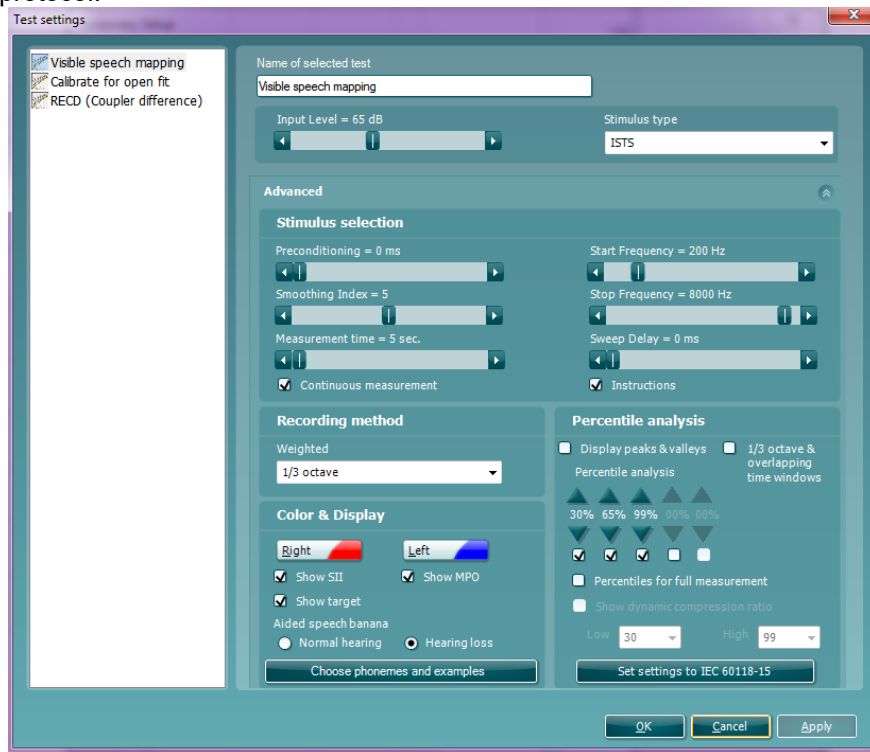 Test settings
Visible speech mapping
Calibrate for open fit
RECD (Coupler difference)
Name of selected test
Visible speech mapping
Input Level = 65 dB
Stimulus type
ISTS
Advanced
Stimulus selection
Preconditioning = 0 ms
Start Frequency = 200 Hz
Smoothing Index = 5
Stop Frequency = 8000 Hz
Measurement time = 5 sec.
Sweep Delay = 0 ms
Continuous measurement
Instructions
Recording method
Weighted
1/3 octave
Percentile analysis
Display peaks & valleys
1/3 octave &
overlapping
time windows
Percentile analysis
30% 65% 99% 00% 00%
Percentiles for full measurement
Show dynamic compression ratio
Low 30 High 99
Set settings to IEC 60118-15
Color & Display
Right Left
Show SII Show MPO
Show target
Aided speech banana
Normal hearing Hearing loss
Choose phonemes and examples
OK Cancel Apply